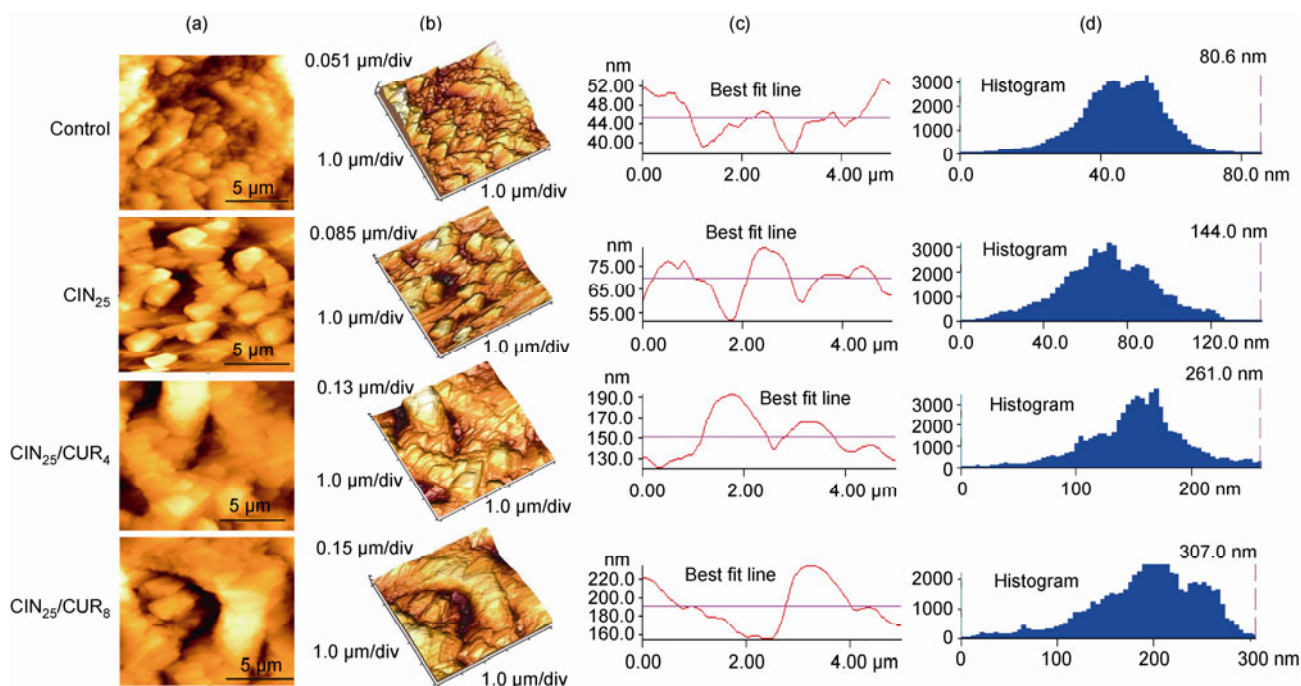 (a) (b) (c) (d)
Control
5 µm
0.051 µm/div
1.0 µm/div
1.0 µm/div
nm
52.00
48.00
44.00
40.00
Best fit line
0.00 2.00 4.00 µm
80.6 nm
3000
2000
1000
0
Histogram
0.0 40.0 80.0 nm
CIN25
5 µm
0.085 µm/div
1.0 µm/div
1.0 µm/div
nm
75.00
65.00
55.00
Best fit line
0.00 2.00 4.00 µm
144.0 nm
3000
2000
1000
0
Histogram
0.0 40.0 80.0 120.0 nm
CIN25/CUR4
5 µm
0.13 µm/div
1.0 µm/div
1.0 µm/div
nm
190.0
170.0
150.0
130.0
Best fit line
0.00 2.00 4.00 µm
261.0 nm
3000
2000
1000
0
Histogram
0 100 200 nm
CIN25/CUR8
5 µm
0.15 µm/div
1.0 µm/div
1.0 µm/div
nm
220.0
190.0
160.0
Best fit line
0.00 2.00 4.00 µm
307.0 nm
2000
1000
0
Histogram
0 100 200 300 nm